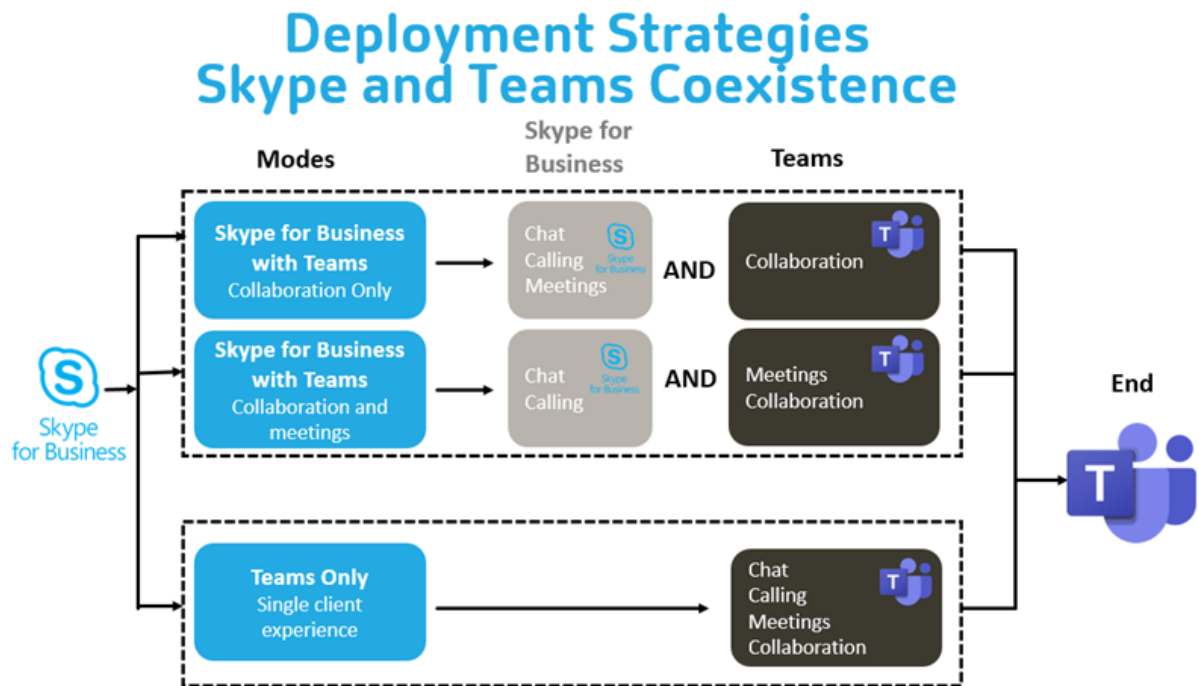 Deployment Strategies
Skype and Teams Coexistence
Modes
Skype for
Business
Teams
Skype for Business
with Teams
Collaboration Only
Chat
Calling
Meetings
S
Skype
for Business
AND
Collaboration
T
Skype for Business
with Teams
Collaboration and
meetings
Chat
Calling
S
Skype
for Business
AND
Meetings
Collaboration
T
S
Skype
for Business
End
T
Teams Only
Single client
experience
Chat
Calling
Meetings
Collaboration
T